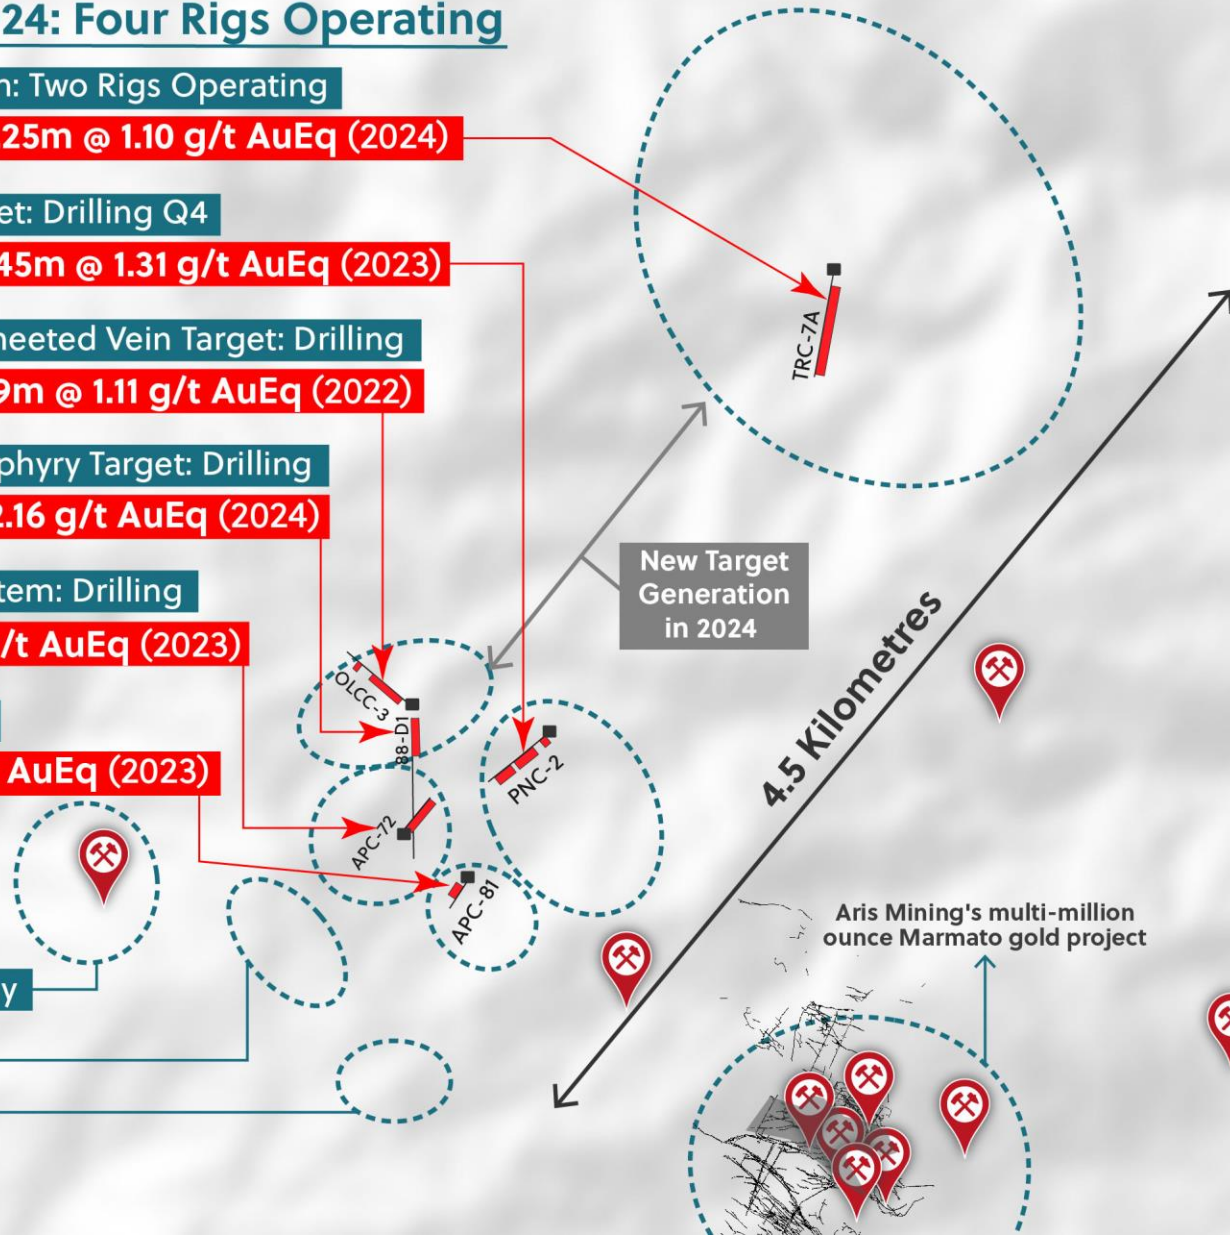 24: Four Rigs Operating
n: Two Rigs Operating
.25m @ 1.10 g/t AuEq (2024)
et: Drilling Q4
45m @ 1.31 g/t AuEq (2023)
heeted Vein Target: Drilling
9m @ 1.11 g/t AuEq (2022)
phyry Target: Drilling
2.16 g/t AuEq (2024)
tem: Drilling
/t AuEq (2023)
AuEq (2023)
y
TRC-7A
New Target
Generation
in 2024
4.5 Kilometres
OLCC-3
88-D1
PNC-2
APC-72
APC-81
Aris Mining's multi-million
ounce Marmato gold project